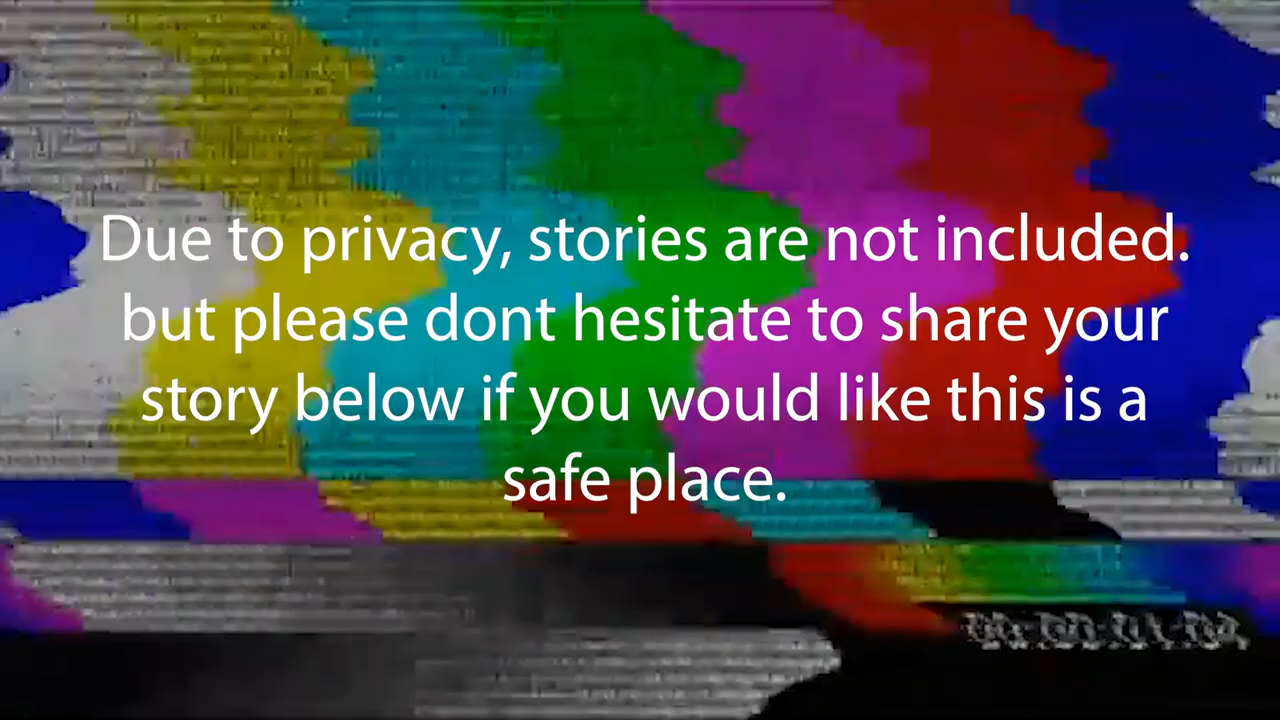 Due to privacy, stories are not included.
but please dont hesitate to share your
story below if you would like this is a
safe place.